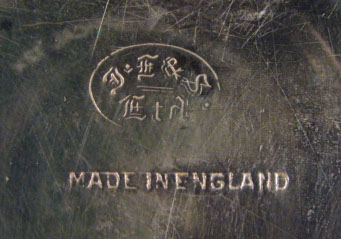 J. E & S.
Ltd.
MADE IN ENGLAND